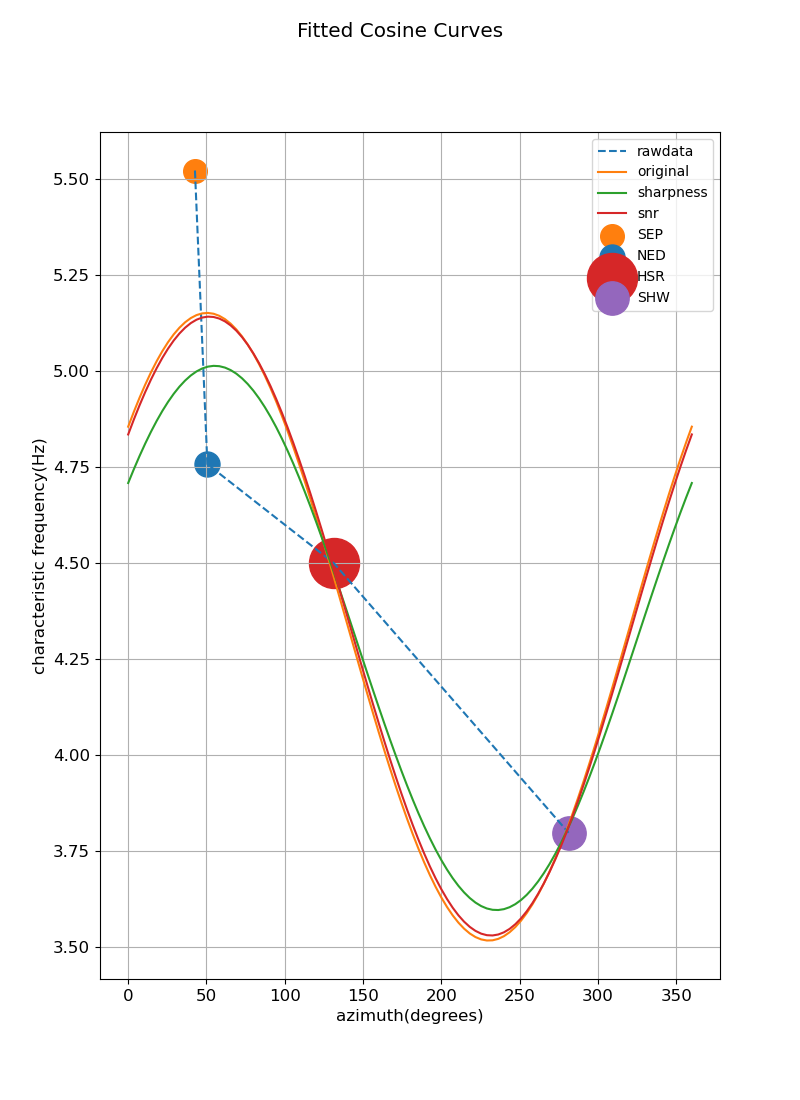 Fitted Cosine Curves
rawdata
original
sharpness
snr
SEP
NED
HSR
SHW
5.50
5.25
5.00
4.75
4.50
4.25
4.00
3.75
3.50
characteristic frequency(Hz)
0 50 100 150 200 250 300 350
azimuth(degrees)